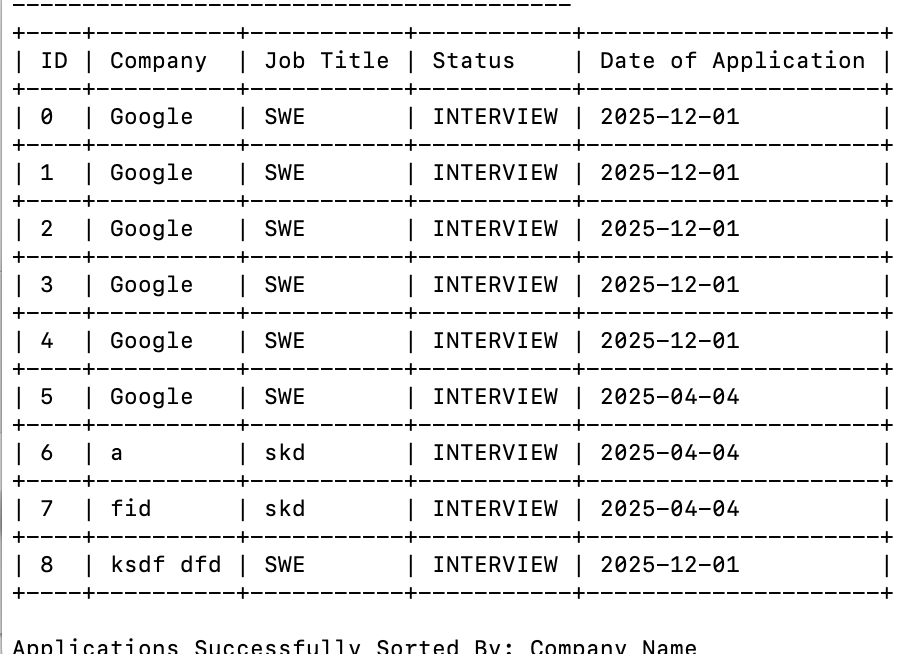 -----------------------------------------
+----+----------+-----------+-----------+---------------------+
| ID | Company  | Job Title | Status    | Date of Application |
+----+----------+-----------+-----------+---------------------+
| 0  | Google   | SWE       | INTERVIEW | 2025-12-01          |
+----+----------+-----------+-----------+---------------------+
| 1  | Google   | SWE       | INTERVIEW | 2025-12-01          |
+----+----------+-----------+-----------+---------------------+
| 2  | Google   | SWE       | INTERVIEW | 2025-12-01          |
+----+----------+-----------+-----------+---------------------+
| 3  | Google   | SWE       | INTERVIEW | 2025-12-01          |
+----+----------+-----------+-----------+---------------------+
| 4  | Google   | SWE       | INTERVIEW | 2025-12-01          |
+----+----------+-----------+-----------+---------------------+
| 5  | Google   | SWE       | INTERVIEW | 2025-04-04          |
+----+----------+-----------+-----------+---------------------+
| 6  | a        | skd       | INTERVIEW | 2025-04-04          |
+----+----------+-----------+-----------+---------------------+
| 7  | fid      | skd       | INTERVIEW | 2025-04-04          |
+----+----------+-----------+-----------+---------------------+
| 8  | ksdf dfd | SWE       | INTERVIEW | 2025-12-01          |
+----+----------+-----------+-----------+---------------------+
Applications Successfully Sorted By: Company Name